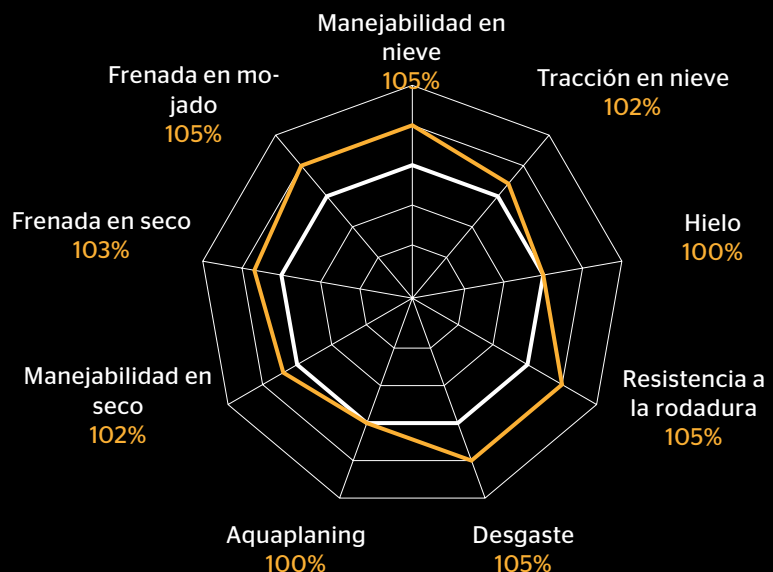 Manejabilidad en
nieve
105%
Tracción en nieve
102%
Hielo
100%
Resistencia a
la rodadura
105%
Desgaste
105%
Aquaplaning
100%
Manejabilidad en
seco
102%
Frenada en seco
103%
Frenada en mo-
jado
105%